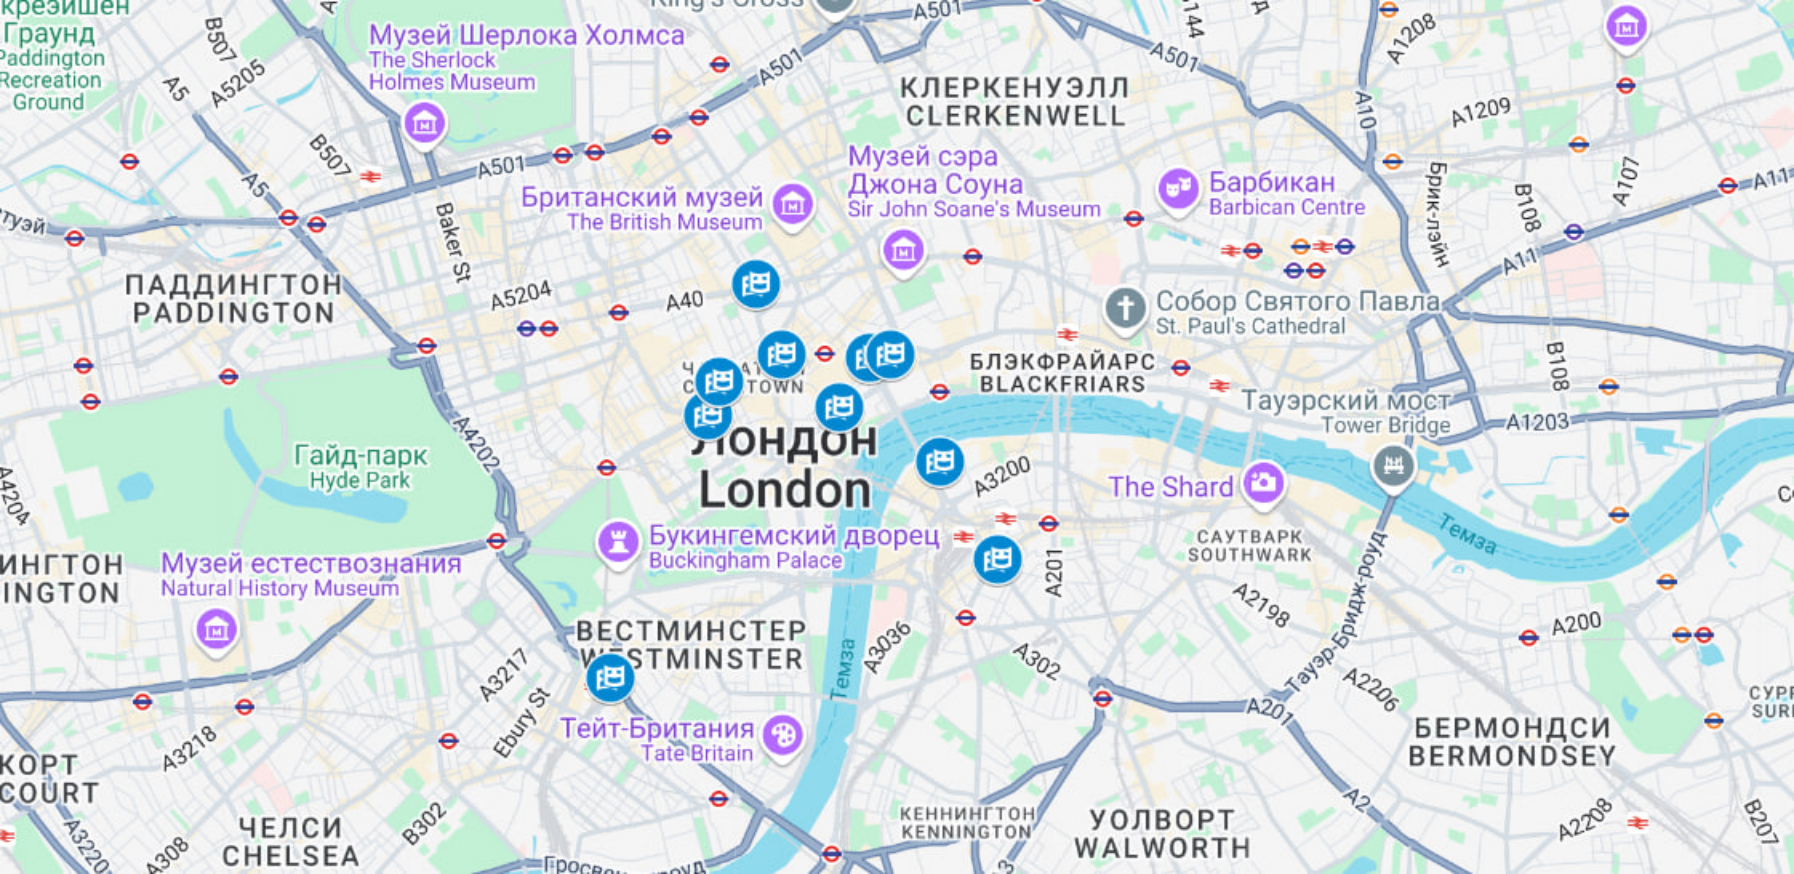 крейшен
Граунд
Paddington
Recreation
Ground
B507
A5205
A5
Музей Шерлока Холмса
The Sherlock
Holmes Museum
King's Cross
A501
A501
A501
A1208
КЛЕРКЕНУЭЛЛ
CLERKENWELL
A10
A1209
B507
A501
A5
Baker St
Британский музей
The British Museum
Музей сэра
Джона Соуна
Sir John Soane's Museum
Барбикан
Barbican Centre
Брик-лэйн
B108
A107
A11
A11
ПАДДИНГТОН
PADDINGTON
A5204
A40
Собор Святого Павла
St. Paul's Cathedral
БЛЭКФРАЙАРС
BLACKFRIARS
B108
Тауэрский мост
Tower Bridge
A1203
A4202
Гайд-парк
Hyde Park
A4204
Лондон
London
A3200
The Shard
САУТВАРК
SOUTHWARK
Темза
ИНГТОН
INGTON
Музей естествознания
Natural History Museum
Букингемский дворец
Buckingham Palace
A201
A2198
Тауэр-Бридж-роуд
A200
ВЕСТМИНСТЕР
WESTMINSTER
Темза
A3036
A302
A3217
Ebury St
A201
A2206
Тейт-Британия
Tate Britain
A3218
БЕРМОНДСИ
BERMONDSEY
КОРТ
COURT
A3220
A308
ЧЕЛСИ
CHELSEA
B302
КЕННИНГТОН
KENNINGTON
УОЛВОРТ
WALWORTH
A2
A2208
B207